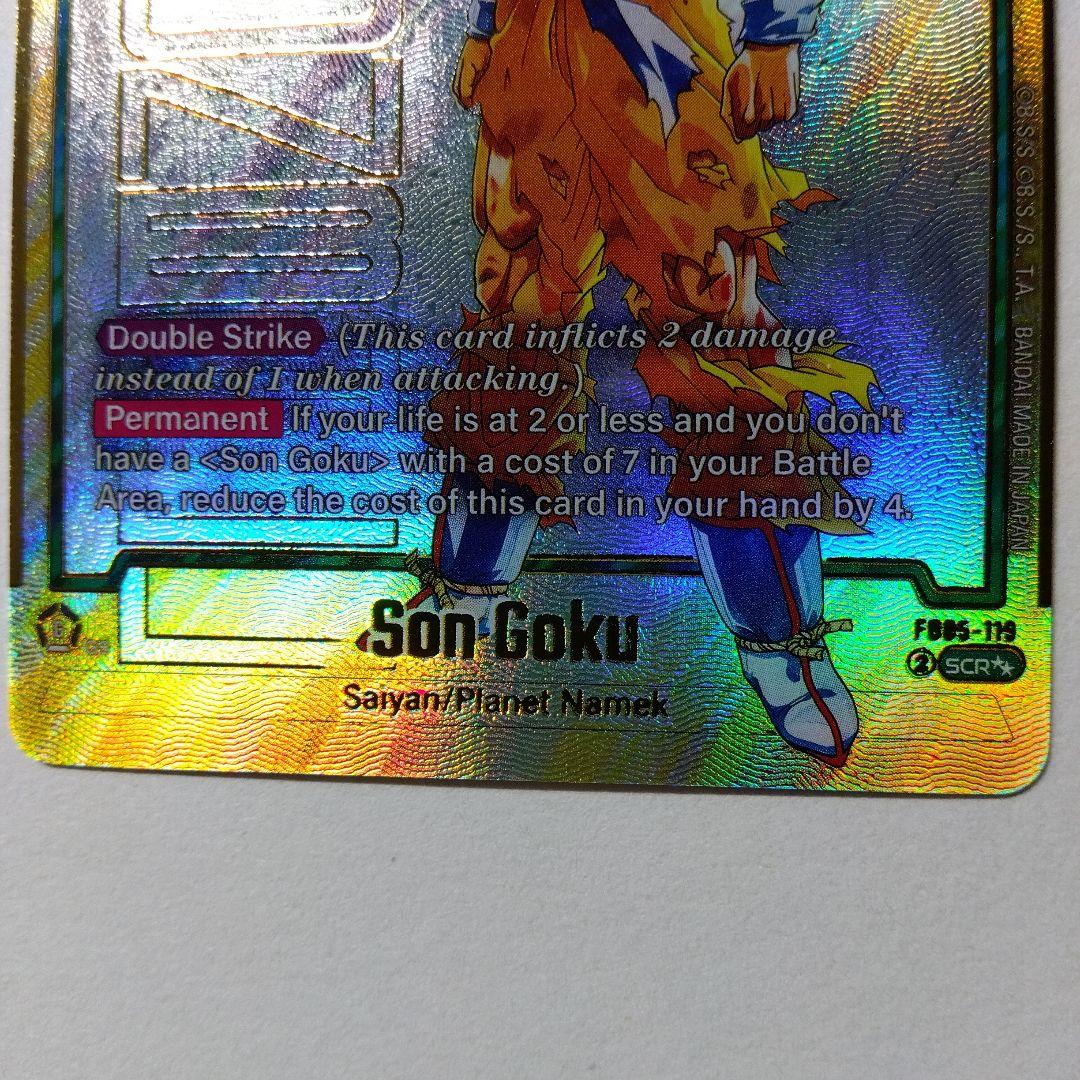 Double Strike (This card inflicts 2 damage
instead of 1 when attacking.)
Permanent If your life is at 2 or less and you don't
have a <Son Goku> with a cost of 7 in your Battle
Area, reduce the cost of this card in your hand by 4.
Son Goku
Saiyan/Planet Namek
FB05-119
2 SCR★★
©B.S./S. ©B.S./S., T.A. BANDAI MADE IN JAPAN